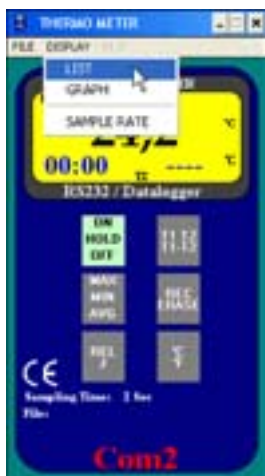 THERMO METER
FILE DISPLAY
LIST
GRAPH
SAMPLE RATE
°C
00:00 ---- °C
T2
RS232 / Datalogger
ON
HOLD
OFF
MAX
MIN
AVG
REC
ERASE
REL
CE
Sampling Time: 2 Sec
File:
Com2